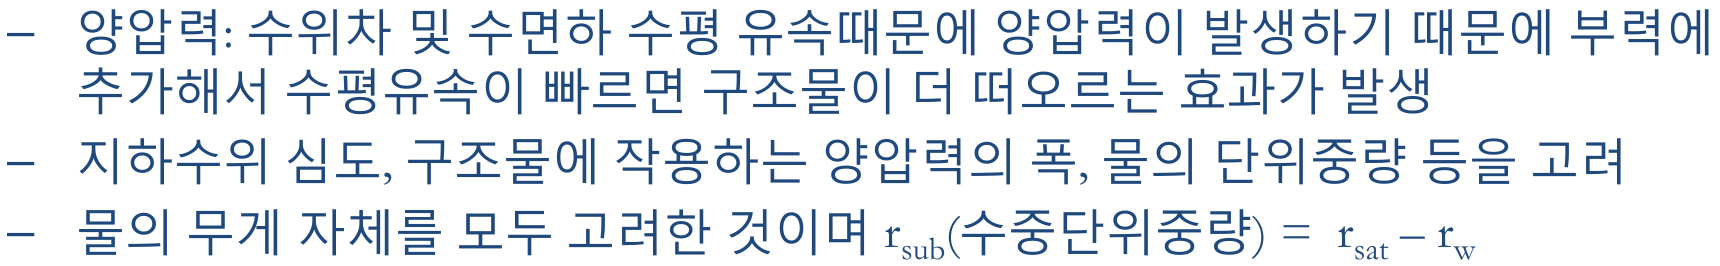 – 양압력: 수위차 및 수면하 수평 유속때문에 양압력이 발생하기 때문에 부력에
추가해서 수평유속이 빠르면 구조물이 더 떠오르는 효과가 발생
– 지하수위 심도, 구조물에 작용하는 양압력의 폭, 물의 단위중량 등을 고려
– 물의 무게 자체를 모두 고려한 것이며 rsub(수중단위중량) = rsat – rw